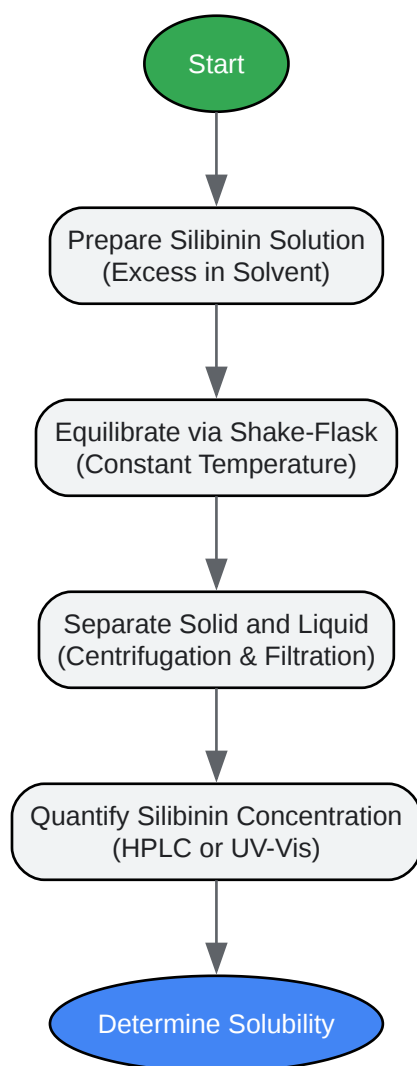 Start
Prepare Silibinin Solution
(Excess in Solvent)
Equilibrate via Shake-Flask
(Constant Temperature)
Separate Solid and Liquid
(Centrifugation & Filtration)
Quantify Silibinin Concentration
(HPLC or UV-Vis)
Determine Solubility